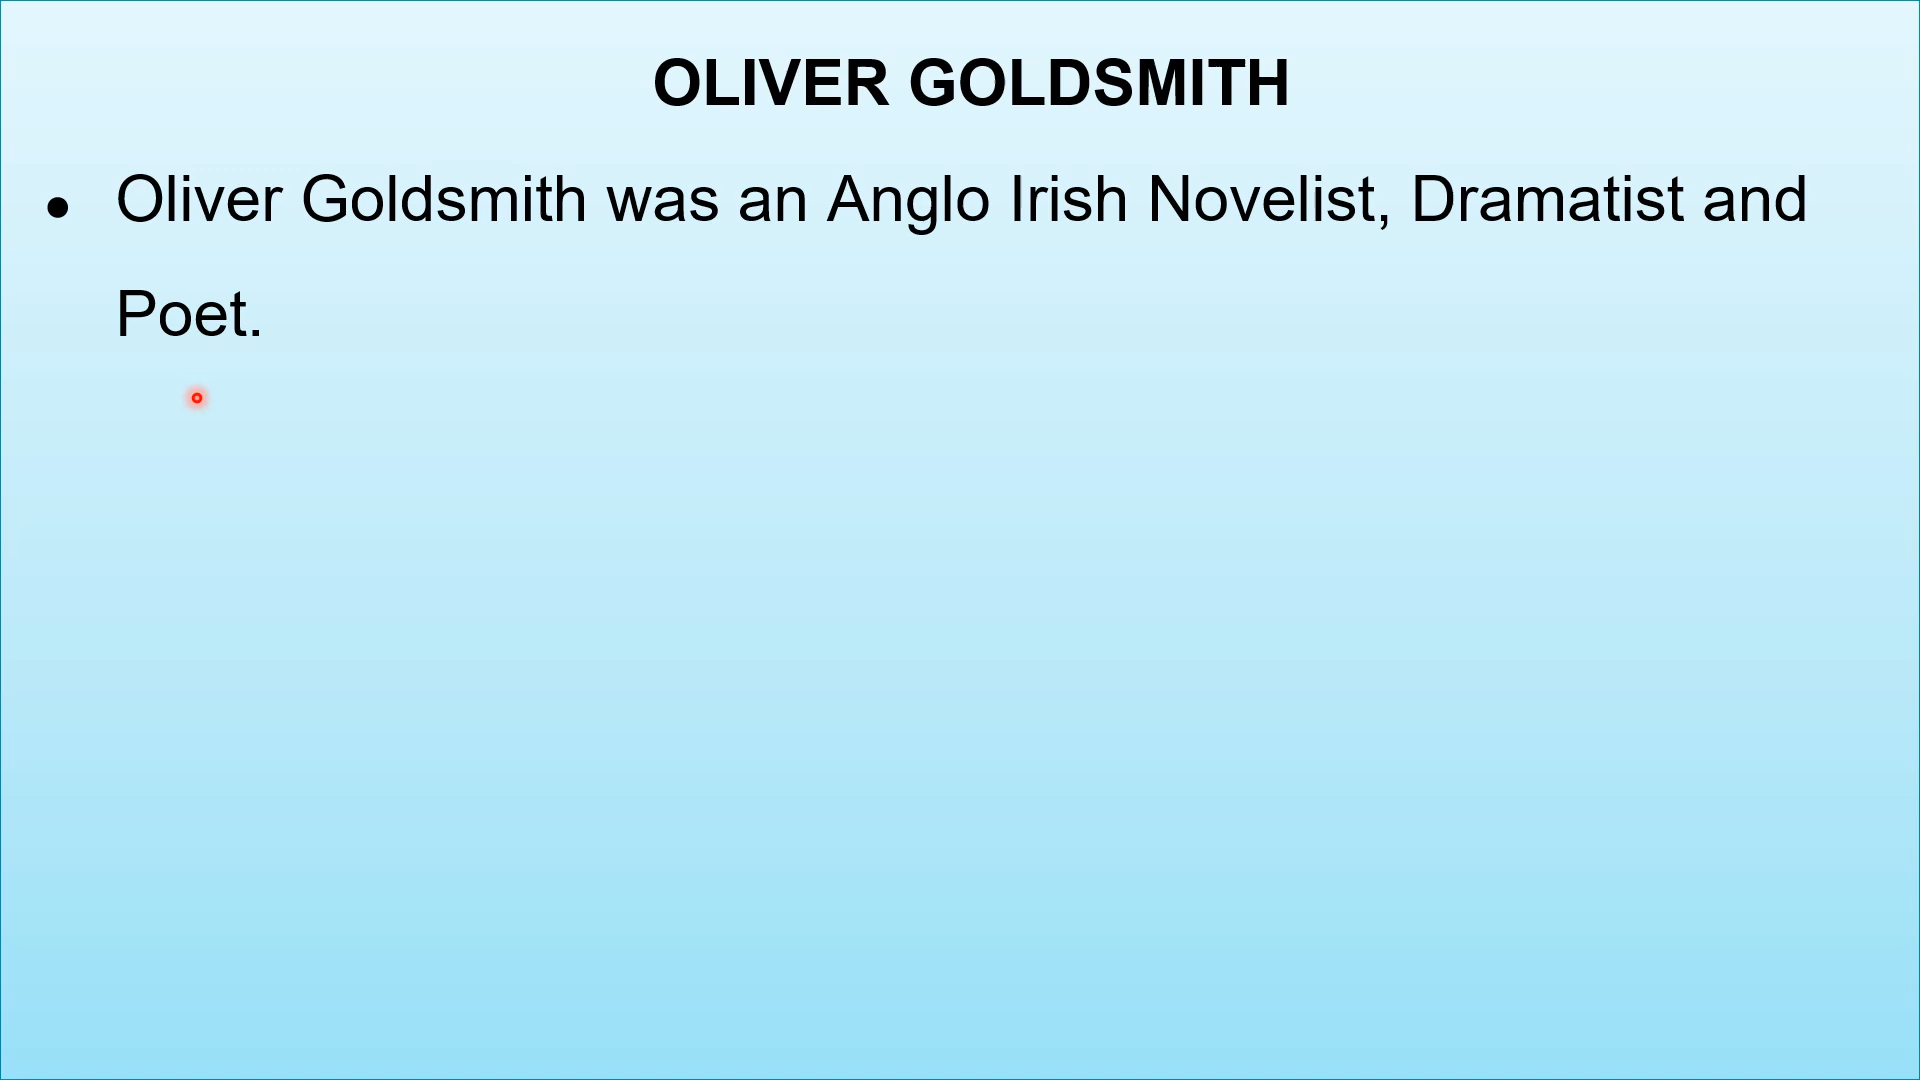 OLIVER GOLDSMITH
• Oliver Goldsmith was an Anglo Irish Novelist, Dramatist and
Poet.